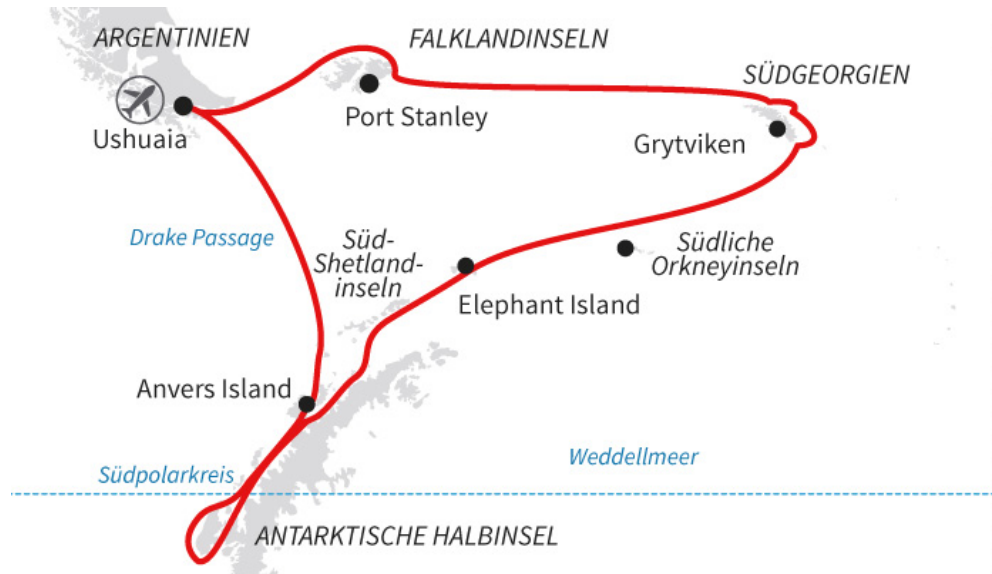 ARGENTINIEN
FALKLANDINSELN
SÜDGEORGIEN
Port Stanley
Ushuaia
Grytviken
Drake Passage
Süd-
Shetland-
inseln
Südliche
Orkneyinseln
Elephant Island
Anvers Island
Weddellmeer
Südpolarkreis
ANTARKTISCHE HALBINSEL